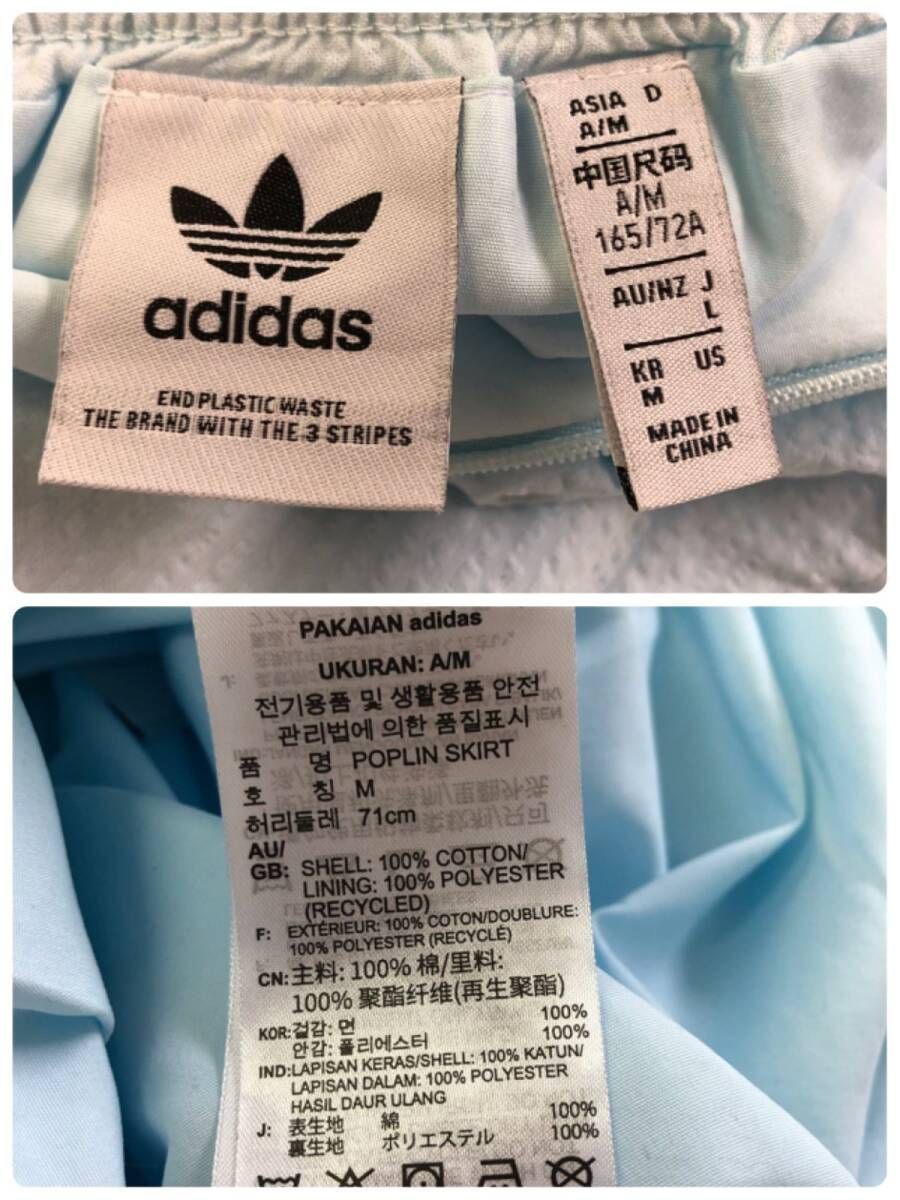 adidas
END PLASTIC WASTE
THE BRAND WITH THE 3 STRIPES
ASIA D
A/M
中国尺码
A/M
165/72A
AU/NZ J
L
KR US
M
MADE IN
CHINA
PAKAIAN adidas
UKURAN: A/M
전기용품 및 생활용품 안전
관리법에 의한 품질표시
품 명 POPLIN SKIRT
호 칭 M
허리둘레 71cm
AU/
GB: SHELL: 100% COTTON/
LINING: 100% POLYESTER
(RECYCLED)
F: EXTÉRIEUR: 100% COTON/DOUBLURE:
100% POLYESTER (RECYCLÉ)
CN: 主料: 100% 棉/里料:
100% 聚酯纤维(再生聚酯)
KOR: 겉감: 면 100%
안감: 폴리에스터 100%
IND: LAPISAN KERAS/SHELL: 100% KATUN/
LAPISAN DALAM: 100% POLYESTER
HASIL DAUR ULANG
J: 表生地 綿 100%
裏生地 ポリエステル 100%